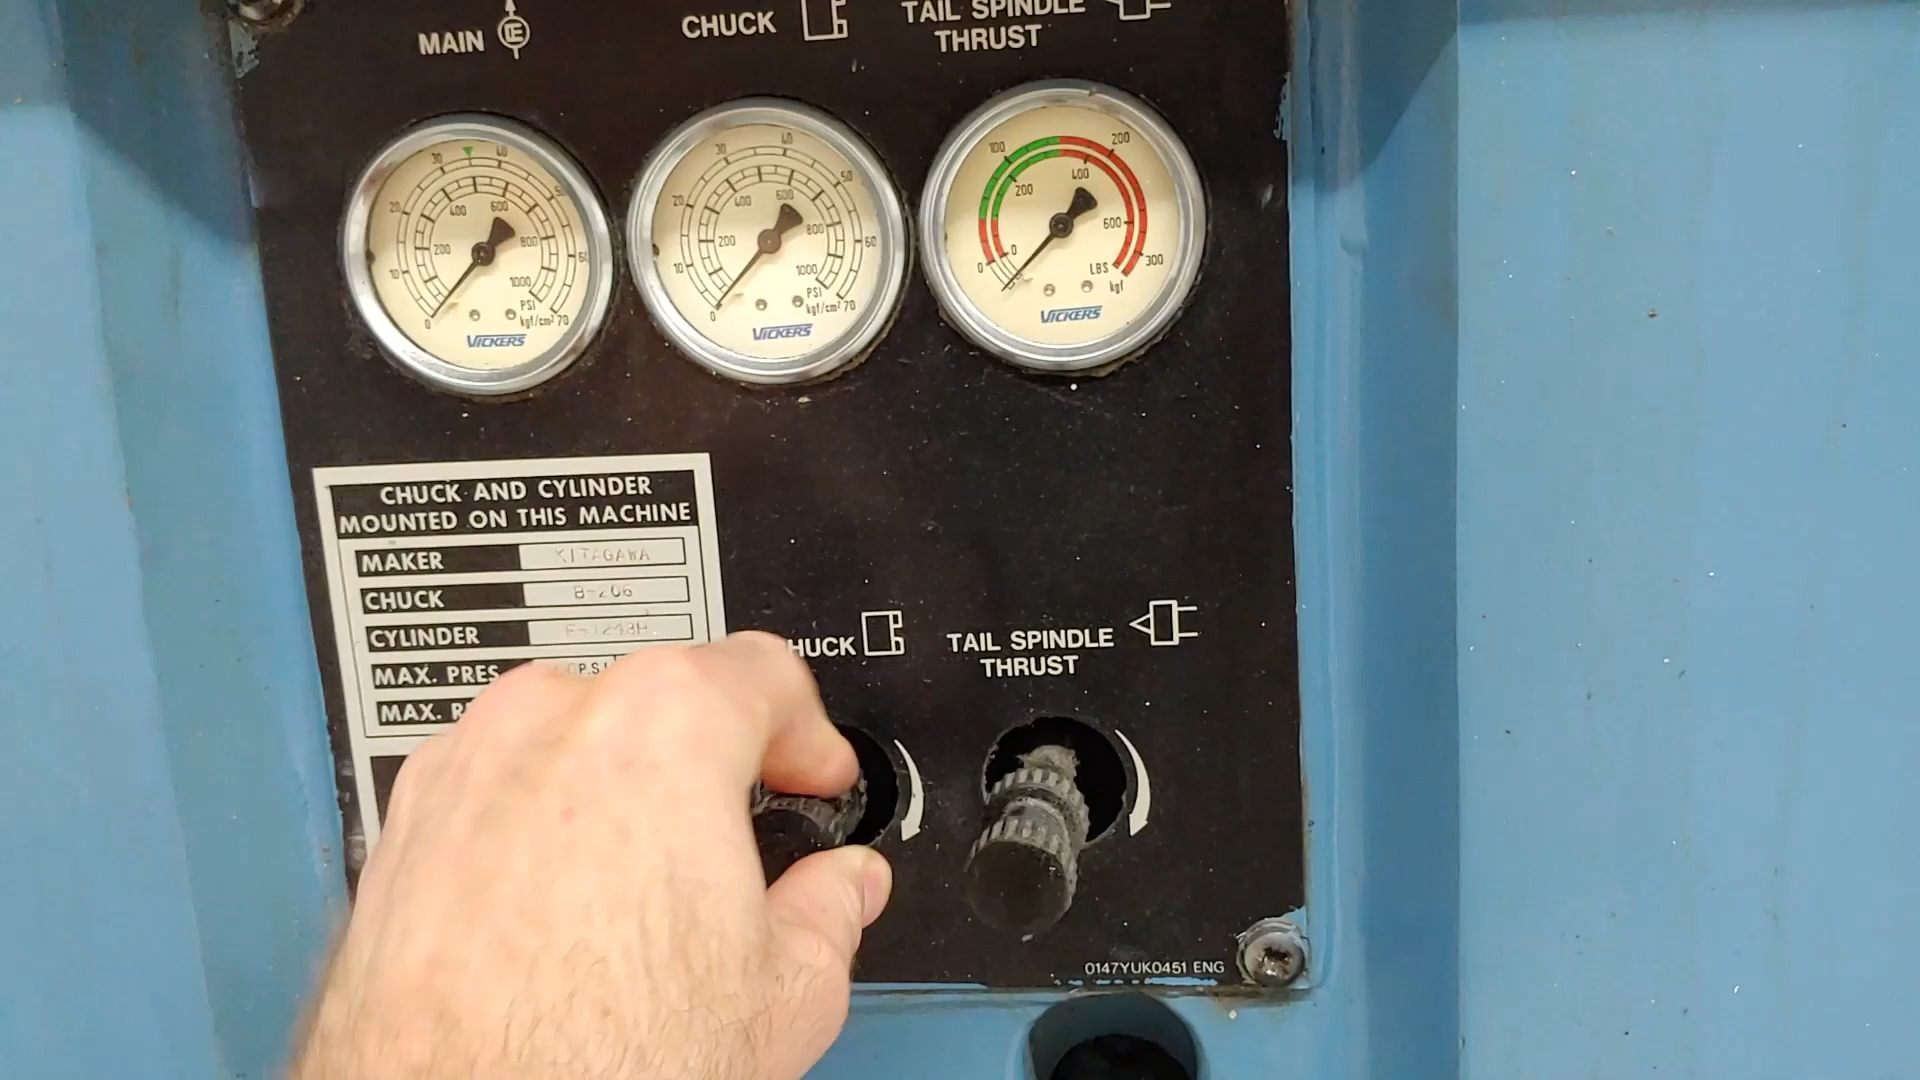 MAIN
CHUCK
TAIL SPINDLE
THRUST
0 10 20 30 40 50 60 70
200 400 600 800 1000
PSI
kgf/cm²
VICKERS
0 10 20 30 40 50 60 70
200 400 600 800 1000
PSI
kgf/cm²
VICKERS
0 100 200 300
0 200 400 600
LBS
kgf
VICKERS
CHUCK AND CYLINDER
MOUNTED ON THIS MACHINE
MAKER KITAGAWA
CHUCK B-206
CYLINDER
MAX. PRES
MAX.
HUCK
TAIL SPINDLE
THRUST
0147YUK0451 ENG